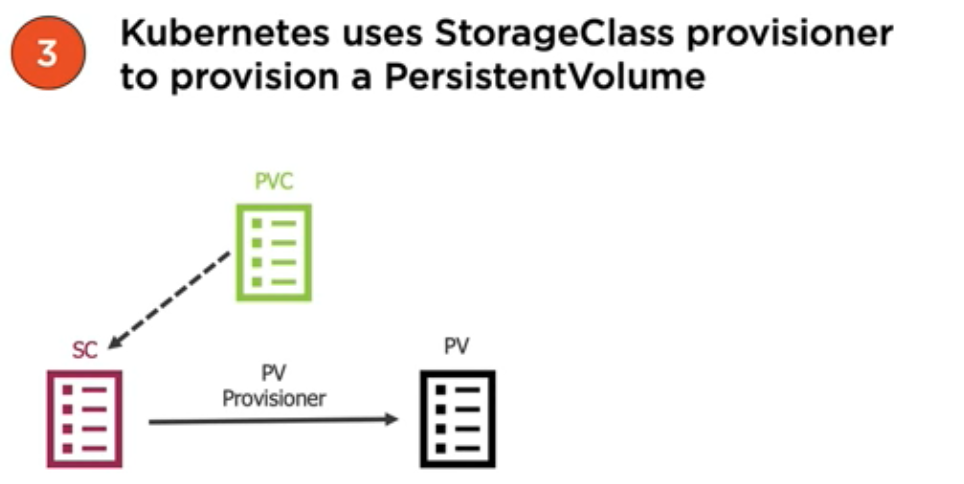 3
Kubernetes uses StorageClass provisioner
to provision a PersistentVolume
PVC
SC
PV
Provisioner
PV